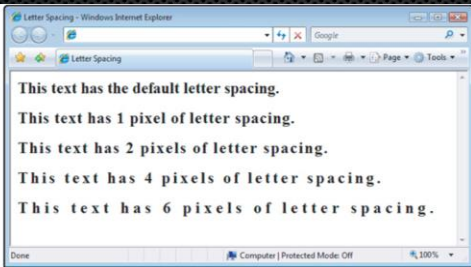 Letter Spacing - Windows Internet Explorer
Google
Letter Spacing
Page Tools
This text has the default letter spacing.
This text has 1 pixel of letter spacing.
This text has 2 pixels of letter spacing.
This text has 4 pixels of letter spacing.
This text has 6 pixels of letter spacing.
Done Computer | Protected Mode: Off 100%